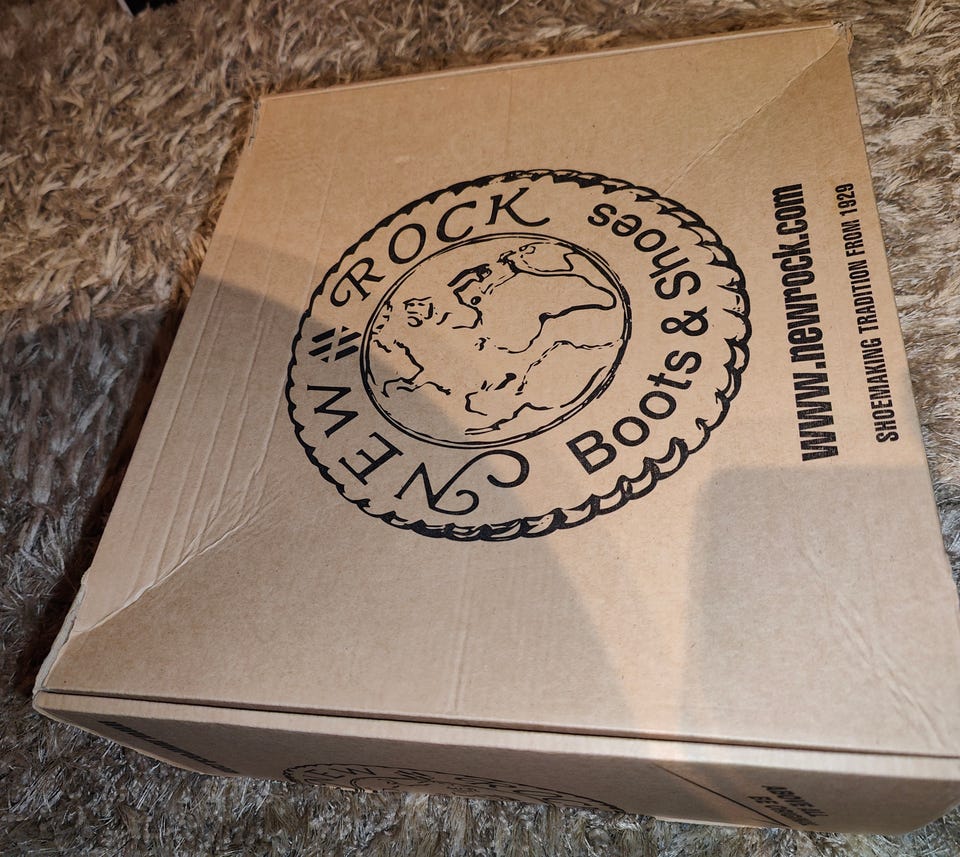 NEW ROCK
Boots & Shoes
www.newrock.com
SHOEMAKING TRADITION FROM 1929